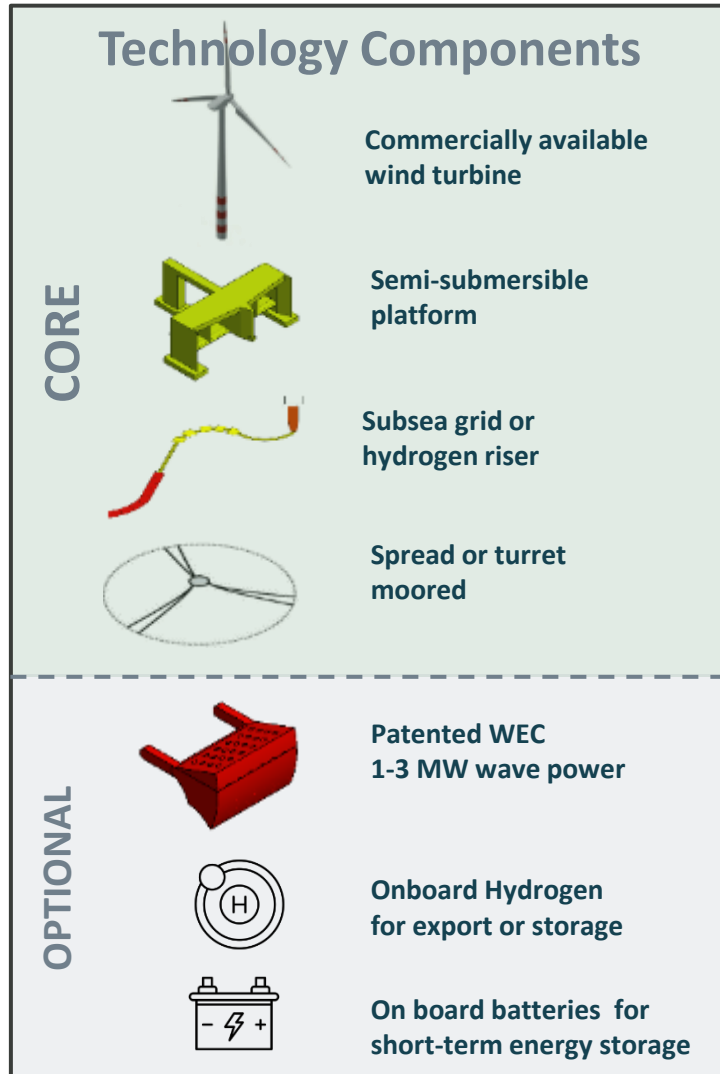 Technology Components
CORE
Commercially available
wind turbine
Semi-submersible
platform
Subsea grid or
hydrogen riser
Spread or turret
moored
OPTIONAL
Patented WEC
1-3 MW wave power
H
Onboard Hydrogen
for export or storage
- +
On board batteries for
short-term energy storage